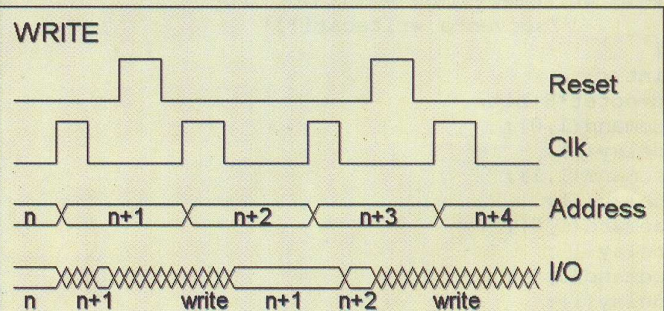 WRITE
Reset
Clk
n n+1 n+2 n+3 n+4 Address
I/O
n n+1 write n+1 n+2 write